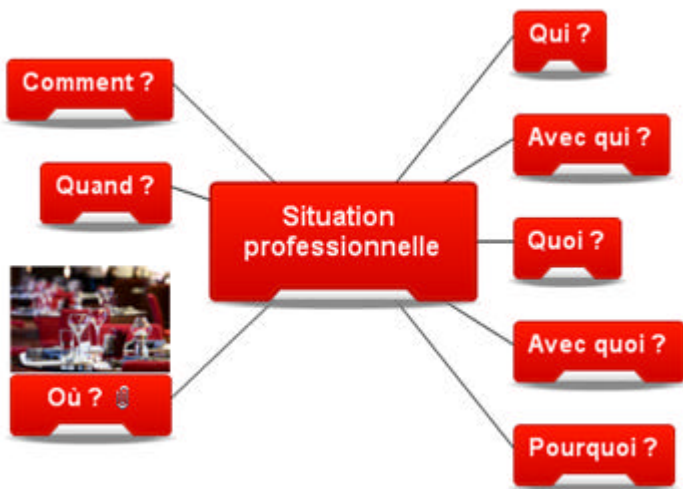 Situation
professionnelle
Qui ?
Avec qui ?
Quoi ?
Avec quoi ?
Pourquoi ?
Comment ?
Quand ?
Où ?